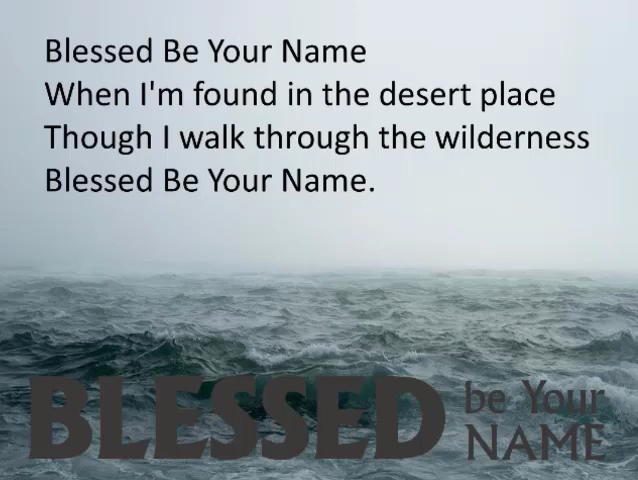 Blessed Be Your Name
When I'm found in the desert place
Though I walk through the wilderness
Blessed Be Your Name.
BLESSED be Your NAME